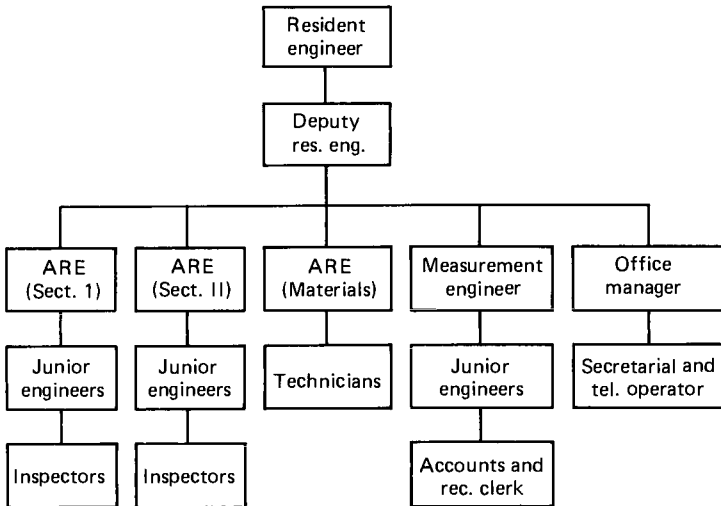 Resident
engineer
Deputy
res. eng.
ARE
(Sect. 1)
ARE
(Sect. II)
ARE
(Materials)
Measurement
engineer
Office
manager
Junior
engineers
Junior
engineers
Technicians
Junior
engineers
Secretarial and
tel. operator
Inspectors
Inspectors
Accounts and
rec. clerk